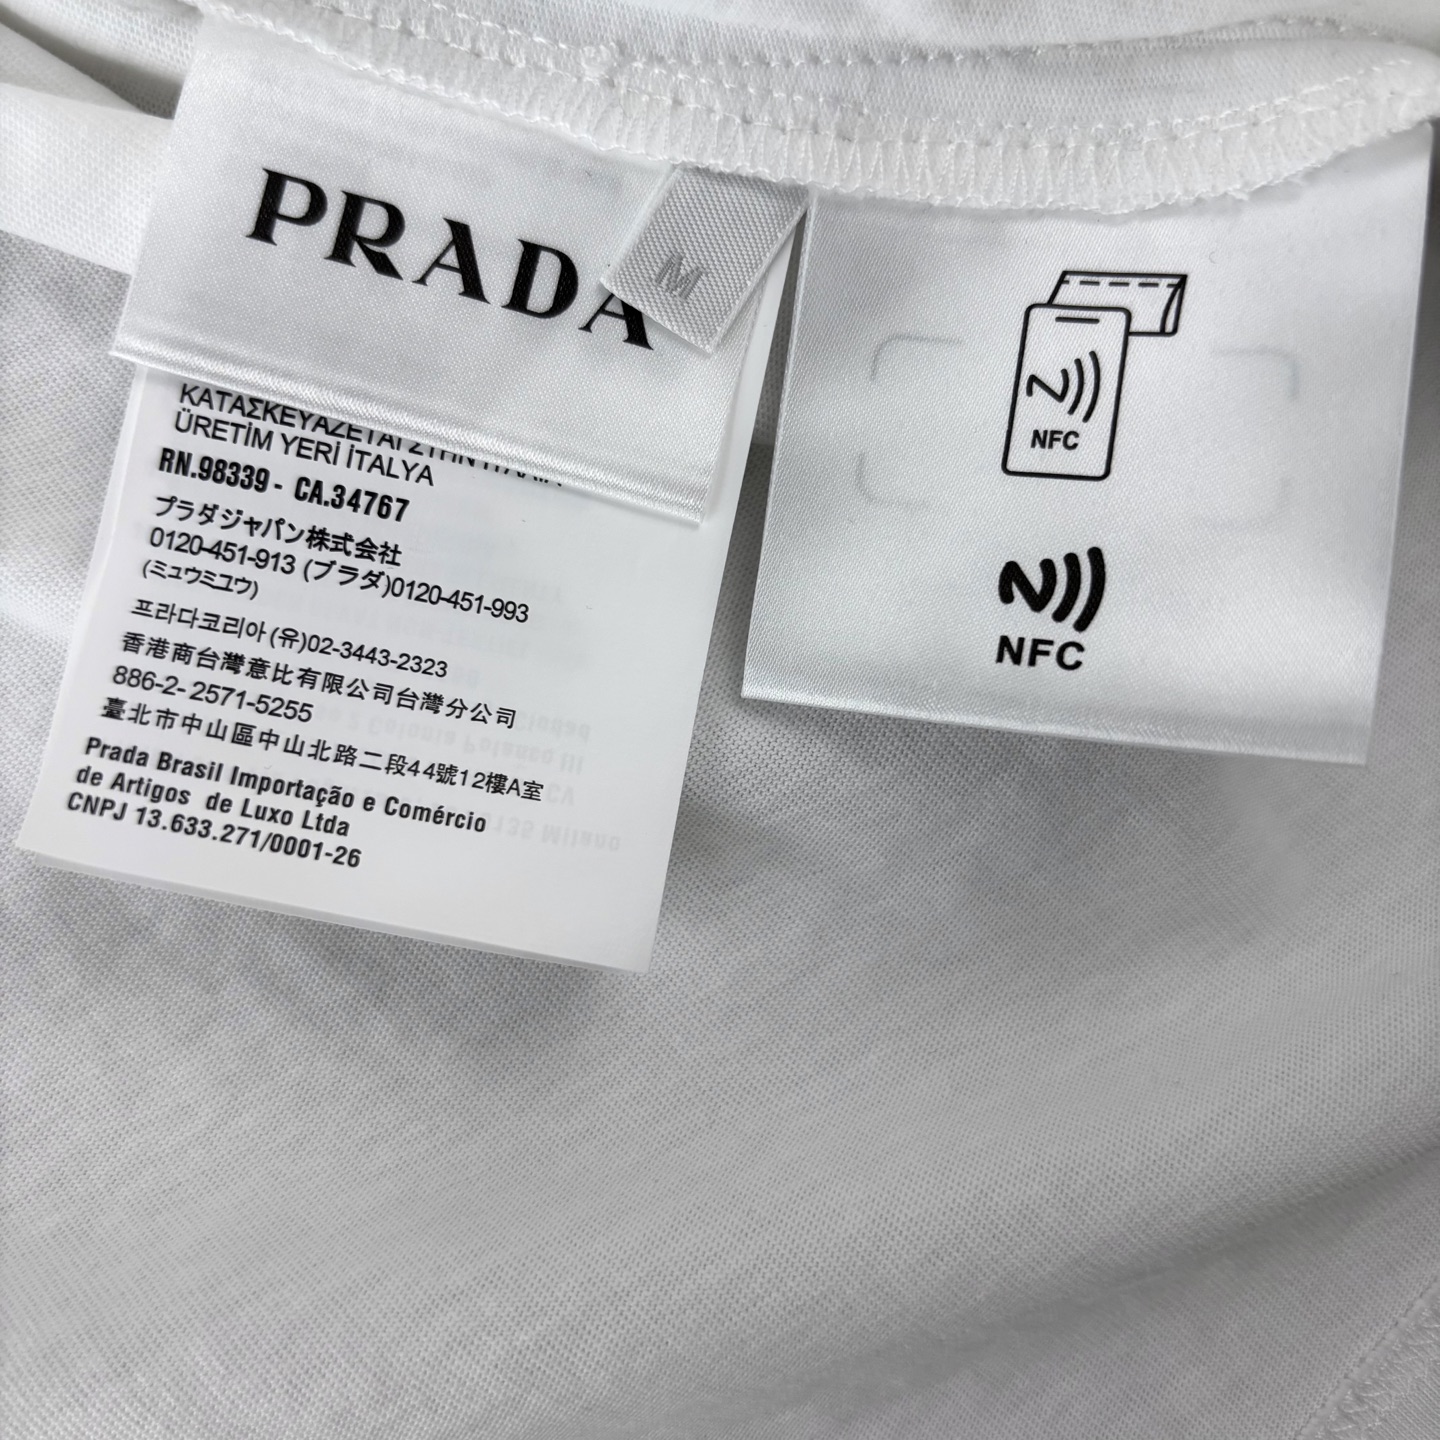 PRADA
M
ΚΑΤΑΣΚΕΥΑΖΕΤΑΙ ΣΤΗΝ ΙΤΑΛΙΑ
ÜRETİM YERİ İTALYA
RN.98339 - CA.34767
プラダジャパン株式会社
0120-451-913 (プラダ)0120-451-993
(ミュウミュウ)
프라다코리아(유)02-3443-2323
香港商台灣意比有限公司台灣分公司
886-2-2571-5255
臺北市中山區中山北路二段44號12樓A室
Prada Brasil Importação e Comércio
de Artigos de Luxo Ltda
CNPJ 13.633.271/0001-26
NFC
NFC